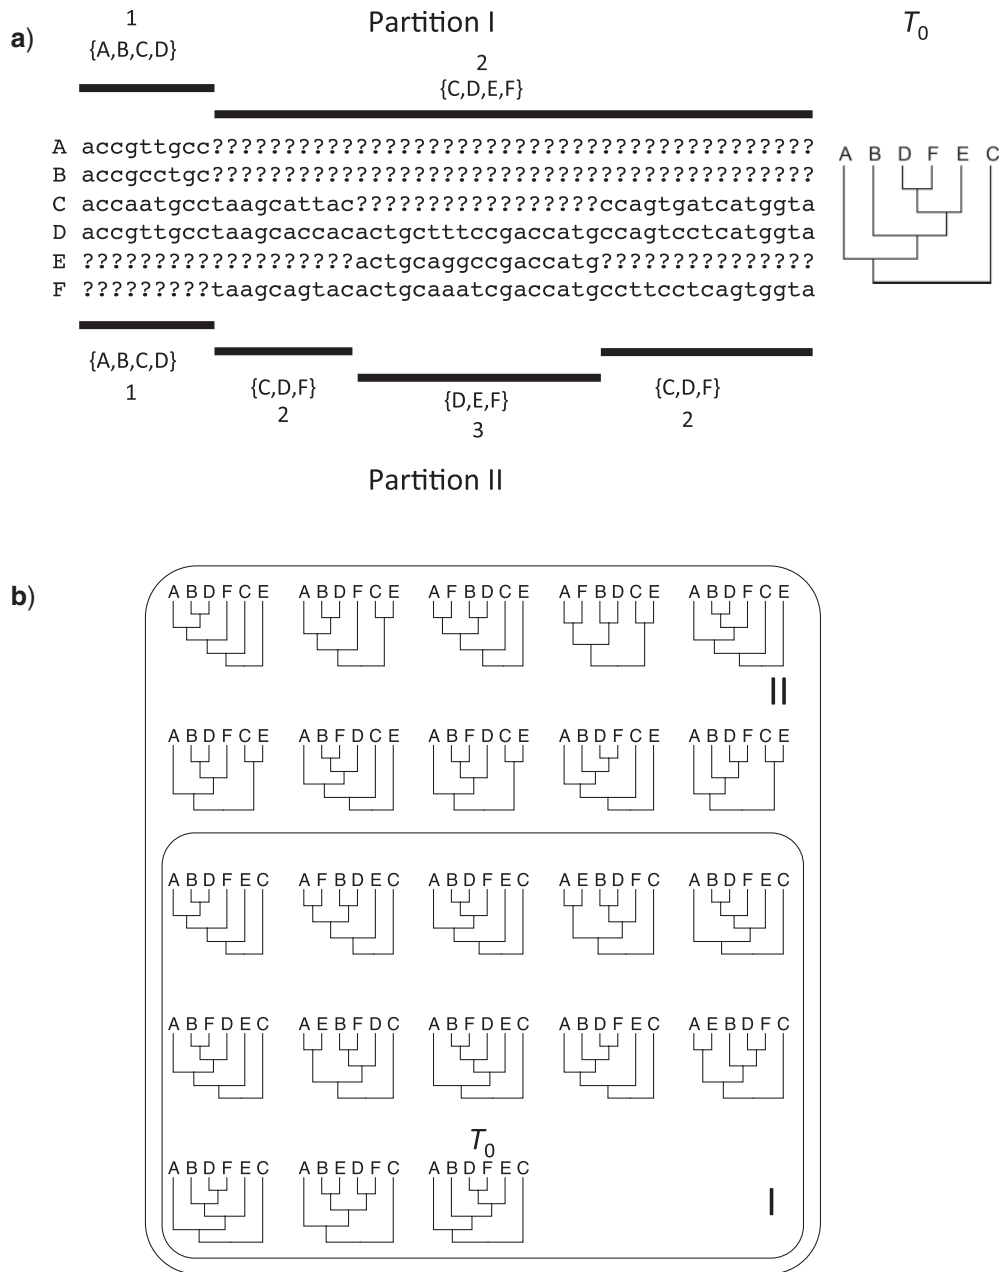 a)
1
{A,B,C,D}
Partition I
2
{C,D,E,F}
T0
A accgttgcc??????????????????????????????????????????
B accgcctgc??????????????????????????????????????????
C accaatgcctaagcattac?????????????????ccagtgatcatggta
D accgttgcctaagcaccacactgctttccgaccatgccagtcctcatggta
E ???????????????????actgcaggccgaccatg???????????????
F ?????????taagcagtacactgcaaatcgaccatgccttcctcagtggta
A B D F E C
{A,B,C,D}
1
{C,D,F}
2
{D,E,F}
3
{C,D,F}
2
Partition II
b)
A B D F C E A B D F C E A F B D C E A F B D C E A B D F C E
II
A B D F C E A B F D C E A B F D C E A B D F C E A B D F C E
A B D F E C A F B D E C A B D F E C A E B D F C A B D F E C
A B F D E C A E B F D C A B F D E C A B D F E C A E B D F C
T0
A B D F E C A B E D F C A B D F E C
I